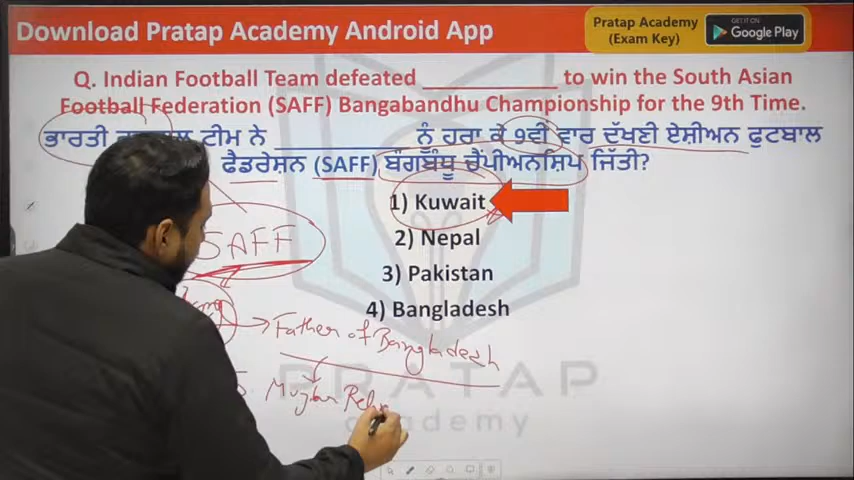 Download Pratap Academy Android App
Pratap Academy
(Exam Key)
GET IT ON
Google Play
Q. Indian Football Team defeated ____________ to win the South Asian
Football Federation (SAFF) Bangabandhu Championship for the 9th Time.
ਭਾਰਤੀ ਟੀਮ ਨੇ ____________ ਨੂੰ ਹਰਾ ਕੇ 9ਵੀਂ ਵਾਰ ਦੱਖਣੀ ਏਸ਼ੀਅਨ ਫੁਟਬਾਲ
ਫੈਡਰੇਸ਼ਨ (SAFF) ਬੰਗਬੰਧੂ ਚੈਂਪੀਅਨਸ਼ਿਪ ਜਿੱਤੀ?
1) Kuwait
2) Nepal
3) Pakistan
4) Bangladesh
SAFF
Father of Bangladesh
PRATAP
academy